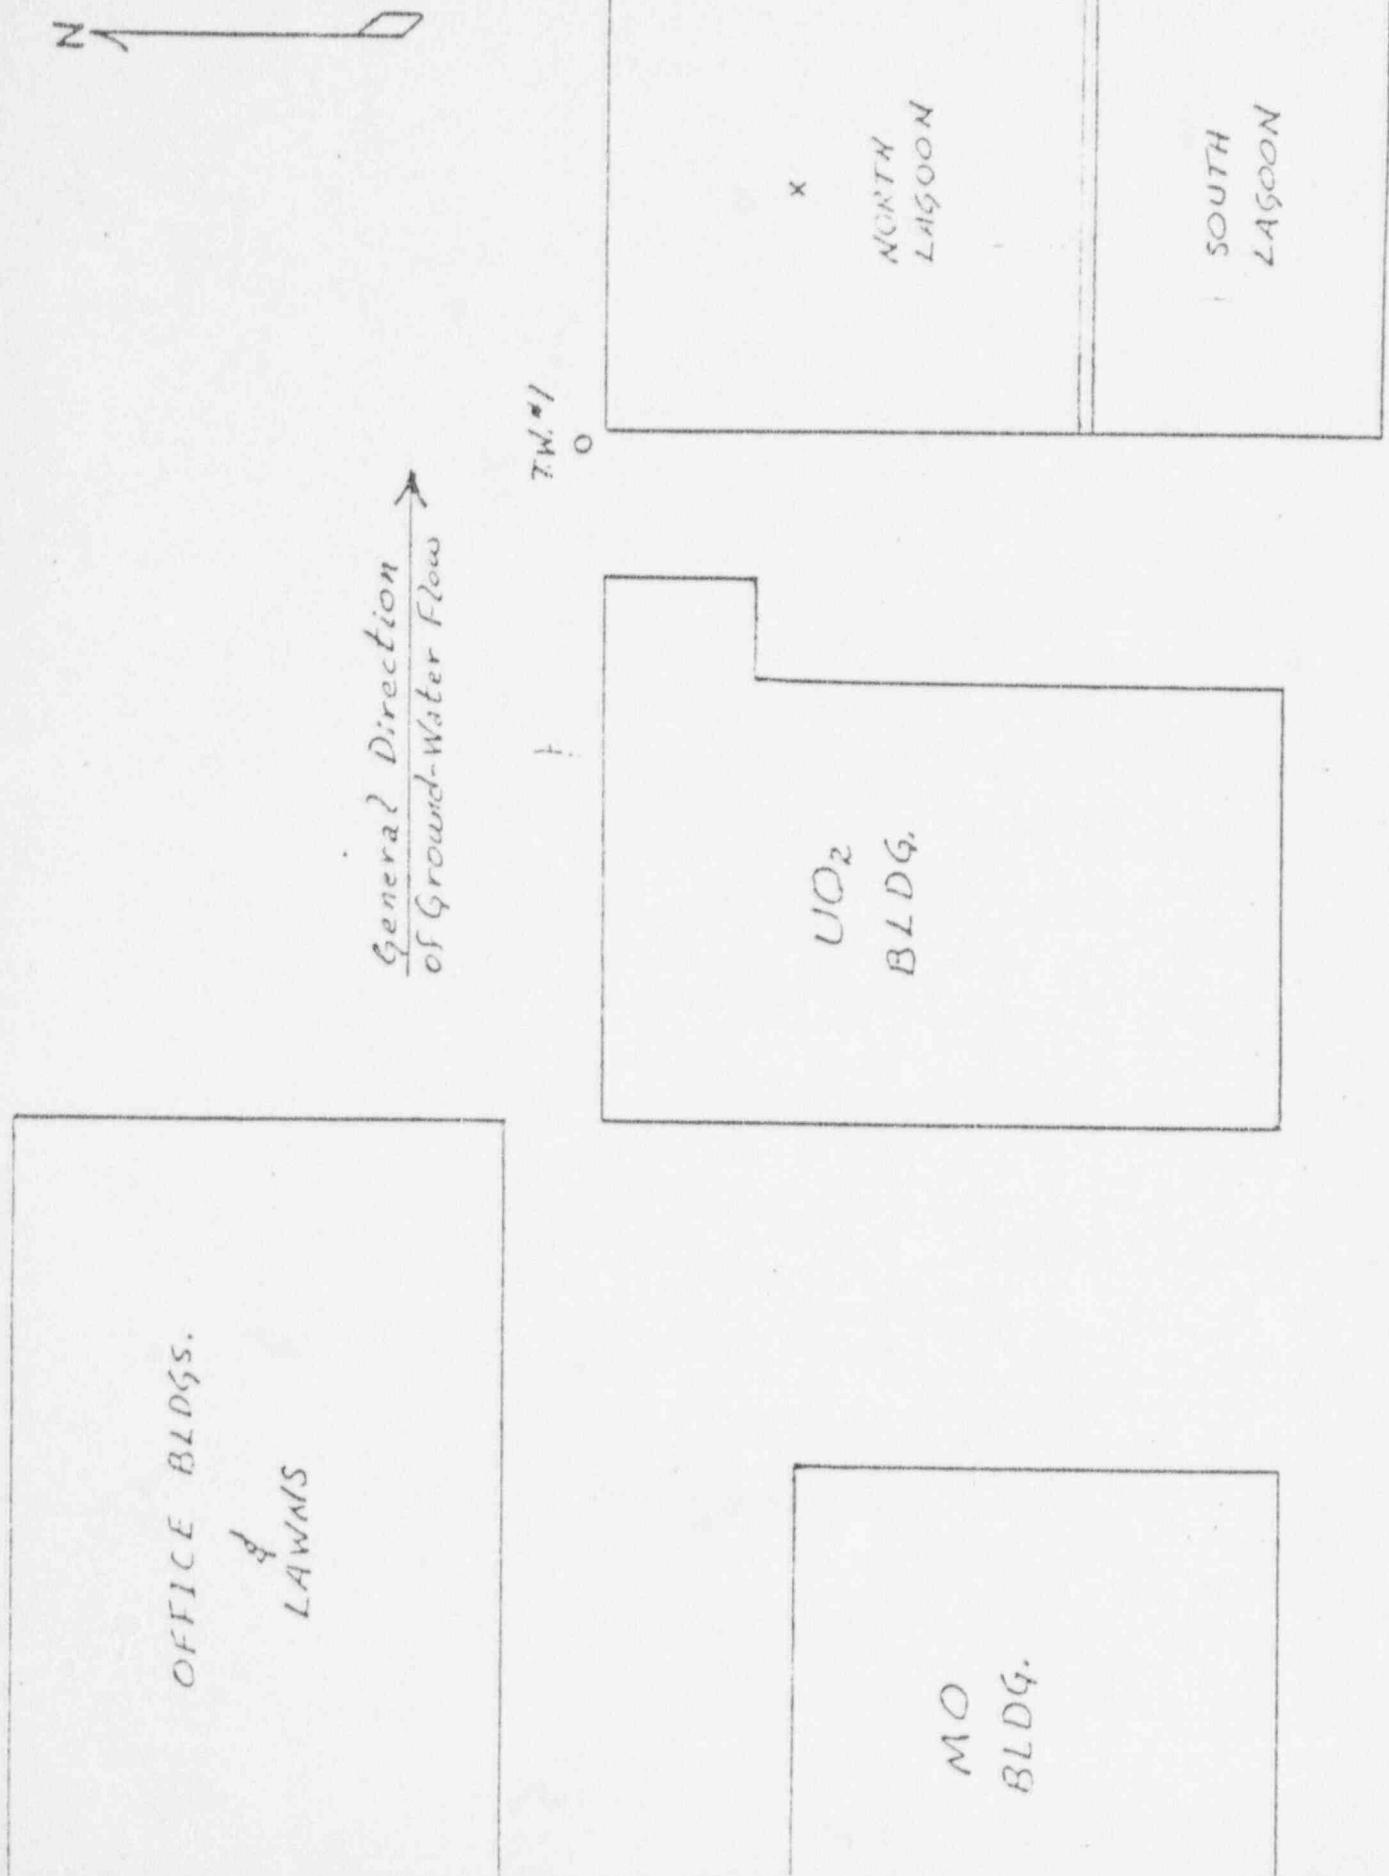 N
General Direction
of Ground-Water Flow
T.W.#1
x
NORTH
LAGOON
SOUTH
LAGOON
UO₂
BLDG.
OFFICE BLDGS.
&
LAWNS
MO
BLDG.